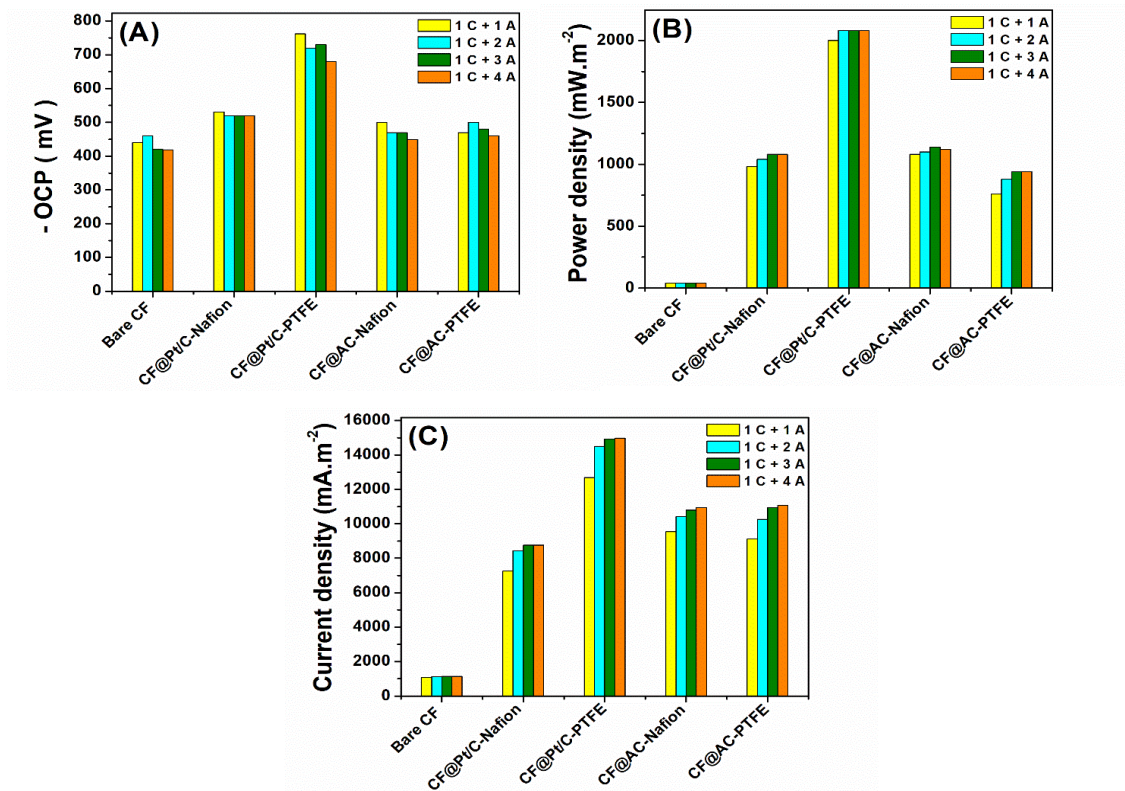 (A)
1 C + 1 A
1 C + 2 A
1 C + 3 A
1 C + 4 A
800
700
600
500
400
300
200
100
0
- OCP ( mV )
Bare CF
CF@Pt/C-Nafion
CF@Pt/C-PTFE
CF@AC-Nafion
CF@AC-PTFE
(B)
1 C + 1 A
1 C + 2 A
1 C + 3 A
1 C + 4 A
2000
1500
1000
500
0
Power density (mW.m-2)
Bare CF
CF@Pt/C-Nafion
CF@Pt/C-PTFE
CF@AC-Nafion
CF@AC-PTFE
(C)
1 C + 1 A
1 C + 2 A
1 C + 3 A
1 C + 4 A
16000
14000
12000
10000
8000
6000
4000
2000
0
Current density (mA.m-2)
Bare CF
CF@Pt/C-Nafion
CF@Pt/C-PTFE
CF@AC-Nafion
CF@AC-PTFE